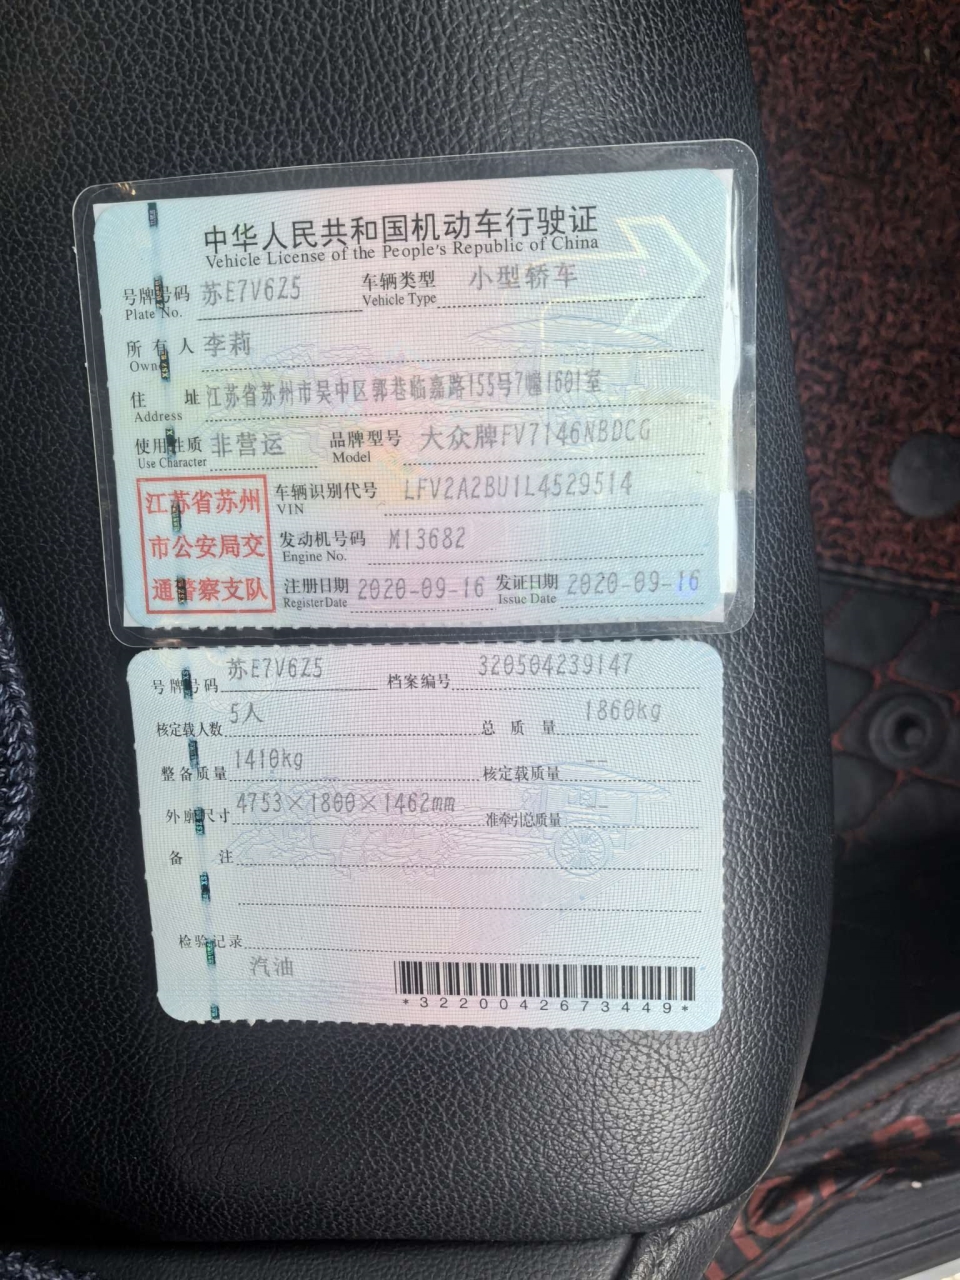 中华人民共和国机动车行驶证
Vehicle License of the People's Republic of China
号牌号码 苏E7V6Z5 车辆类型 小型轿车
Plate No. Vehicle Type
所有人 李莉
Owner
住址 江苏省苏州市吴中区郭巷临嘉路155号7幢1601室
Address
使用性质 非营运 品牌型号 大众牌FV7146NBDCG
Use Character Model
江苏省苏州
市公安局交
通警察支队
车辆识别代号 LFV2A2BU1L4529514
VIN
发动机号码 M13682
Engine No.
注册日期 2020-09-16 发证日期 2020-09-16
Register Date Issue Date
号牌号码 苏E7V6Z5 档案编号 320504239147
核定载人数 5人 总质量 1860kg
整备质量 1410kg 核定载质量 --
外廓尺寸 4753×1800×1462mm 准牵引总质量 --
备注
检验记录
汽油
*3220042673449*